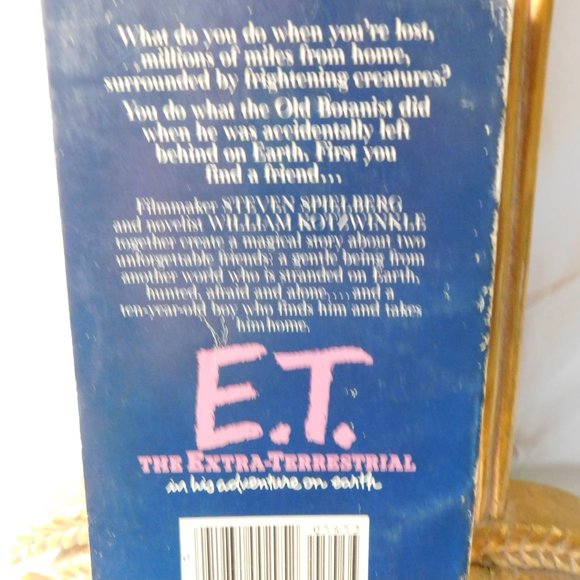 What do you do when you're lost,
millions of miles from home,
surrounded by frightening creatures?
You do what the Old Botanist did
when he was accidentally left
behind on Earth. First you
find a friend...
Filmmaker STEVEN SPIELBERG
and novelist WILLIAM KOTZWINKLE
together create a magical story about two
unforgettable friends: a gentle being from
another world who is stranded on Earth,
hunted, afraid and alone....and a
ten-year-old boy who finds him and takes
him home.
E.T.
THE EXTRA-TERRESTRIAL
in his adventure on earth